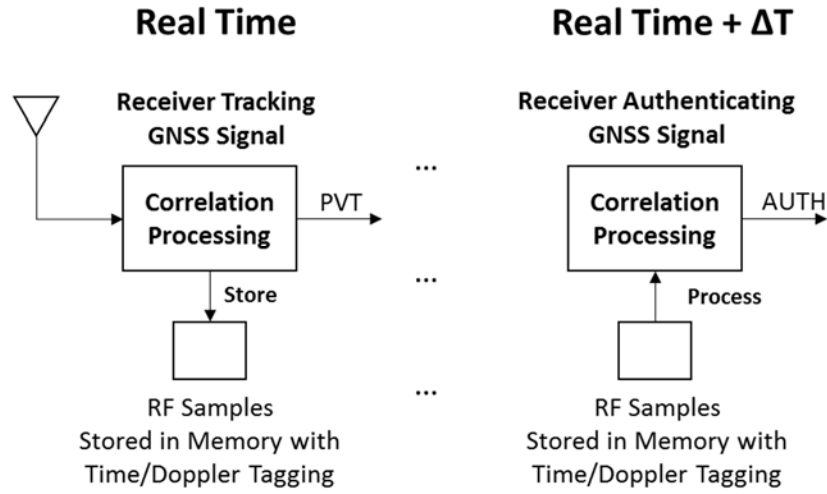 Real Time
Receiver Tracking
GNSS Signal
Correlation
Processing
PVT
Store
RF Samples
Stored in Memory with
Time/Doppler Tagging
...
...
...
Real Time + ΔT
Receiver Authenticating
GNSS Signal
Correlation
Processing
AUTH
Process
RF Samples
Stored in Memory with
Time/Doppler Tagging